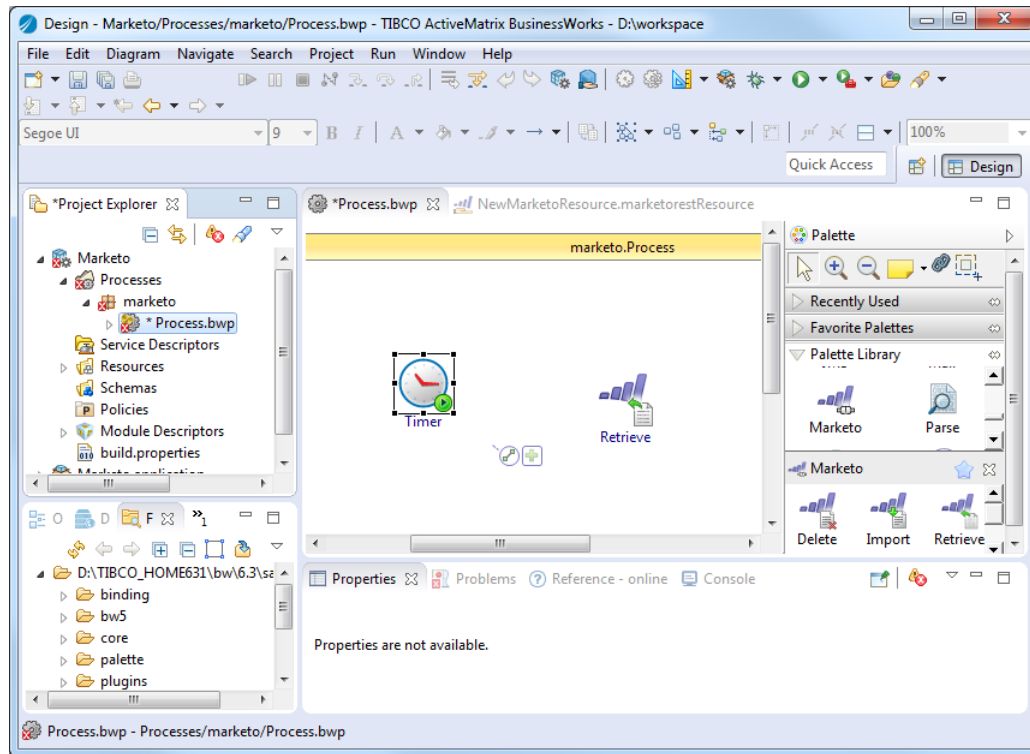 Design - Marketo/Processes/marketo/Process.bwp - TIBCO ActiveMatrix BusinessWorks - D:\workspace
File Edit Diagram Navigate Search Project Run Window Help
Segoe UI 9 B I A 100%
Quick Access Design
*Project Explorer
Marketo
Processes
marketo
* Process.bwp
Service Descriptors
Resources
Schemas
Policies
Module Descriptors
build.properties
*Process.bwp NewMarketoResource.marketorestResource
marketo.Process
Timer
Retrieve
Palette
Recently Used
Favorite Palettes
Palette Library
Marketo Parse
Marketo
Delete Import Retrieve
O D F »1
D:\TIBCO_HOME631\bw\6.3\sa
binding
bw5
core
palette
plugins
Properties Problems Reference - online Console
Properties are not available.
Process.bwp - Processes/marketo/Process.bwp